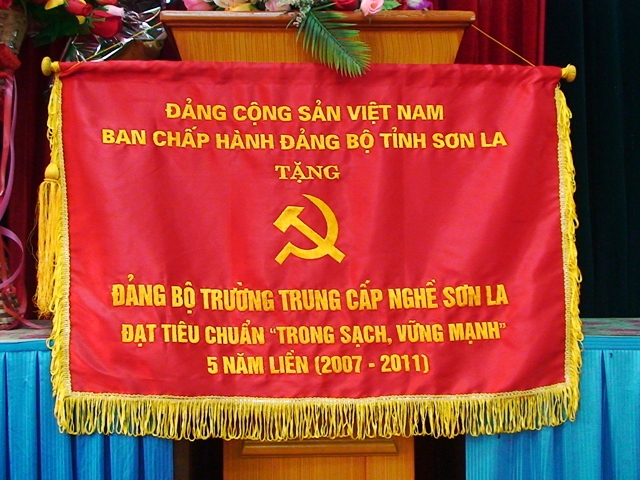 ĐẢNG CỘNG SẢN VIỆT NAM
BAN CHẤP HÀNH ĐẢNG BỘ TỈNH SƠN LA
TẶNG
ĐẢNG BỘ TRƯỜNG TRUNG CẤP NGHỀ SƠN LA
ĐẠT TIÊU CHUẨN "TRONG SẠCH, VỮNG MẠNH"
5 NĂM LIỀN (2007 - 2011)